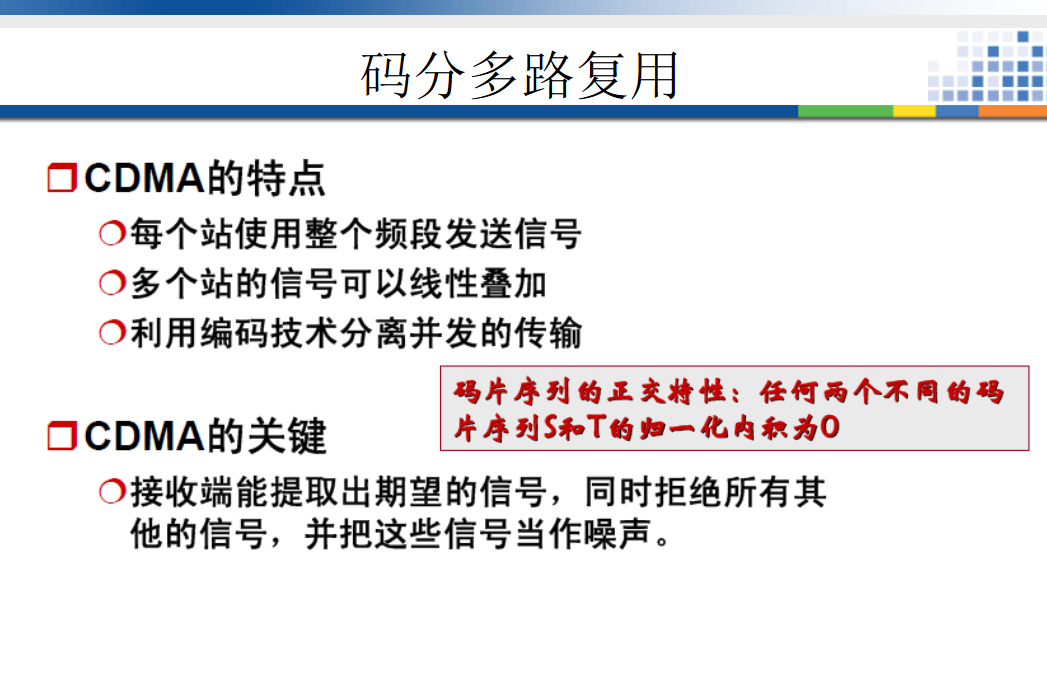 码分多路复用
CDMA的特点
每个站使用整个频段发送信号
多个站的信号可以线性叠加
利用编码技术分离并发的传输
码片序列的正交特性：任何两个不同的码
片序列S和T的归一化内积为0
CDMA的关键
接收端能提取出期望的信号，同时拒绝所有其
他的信号，并把这些信号当作噪声。